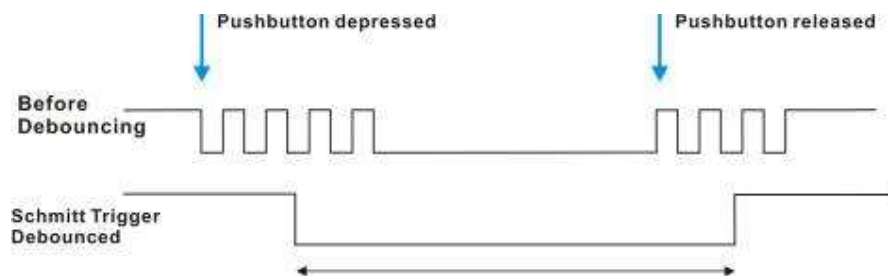 Pushbutton depressed
Pushbutton released
Before
Debouncing
Schmitt Trigger
Debounced